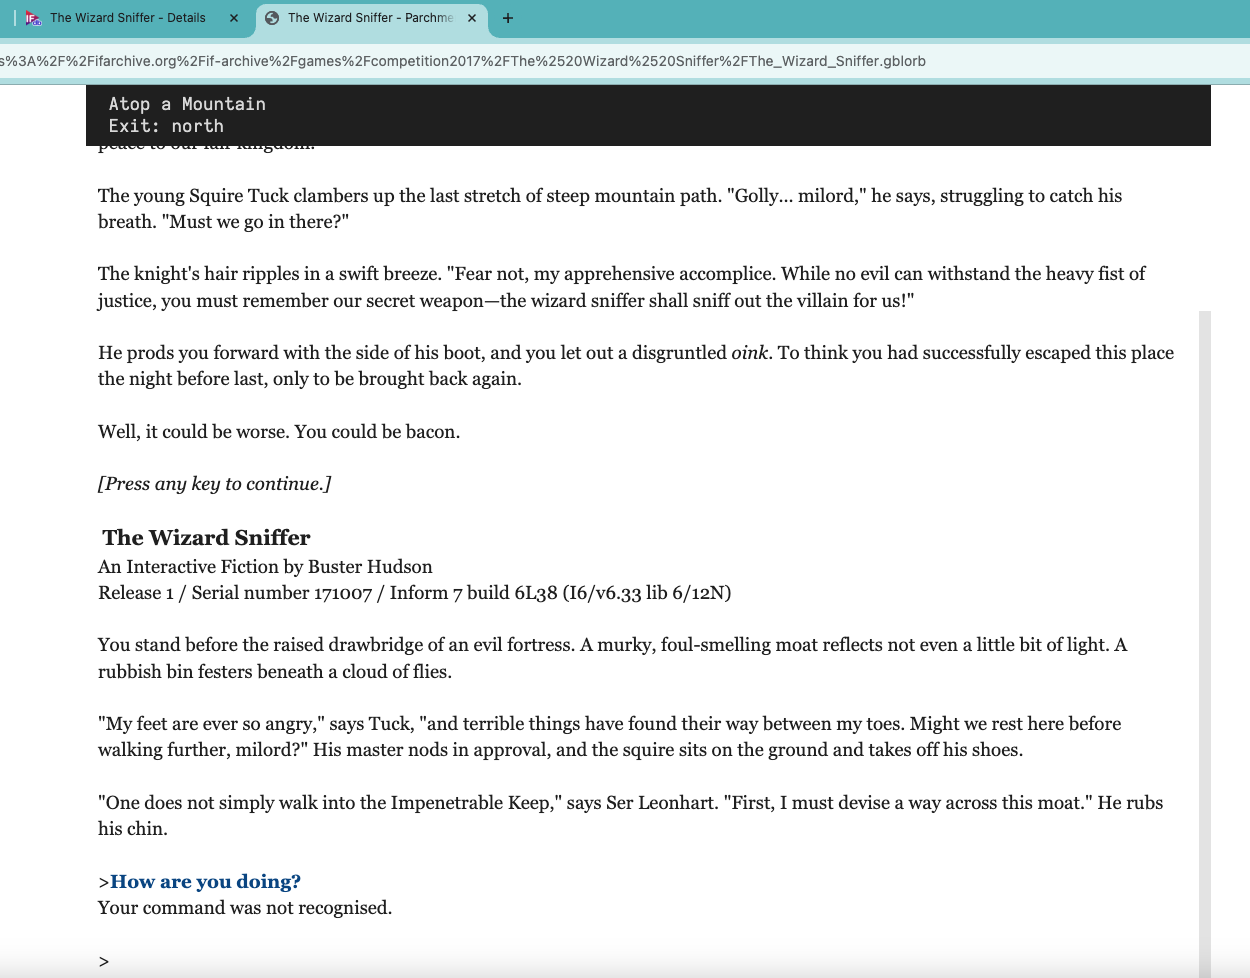 The Wizard Sniffer - Details
The Wizard Sniffer - Parchme
s%3A%2F%2Fifarchive.org%2Fif-archive%2Fgames%2Fcompetition2017%2FThe%2520Wizard%2520Sniffer%2FThe_Wizard_Sniffer.gblorb
Atop a Mountain
Exit: north
peace to our fair kingdom.
The young Squire Tuck clambers up the last stretch of steep mountain path. "Golly... milord," he says, struggling to catch his
breath. "Must we go in there?"
The knight's hair ripples in a swift breeze. "Fear not, my apprehensive accomplice. While no evil can withstand the heavy fist of
justice, you must remember our secret weapon—the wizard sniffer shall sniff out the villain for us!"
He prods you forward with the side of his boot, and you let out a disgruntled oink. To think you had successfully escaped this place
the night before last, only to be brought back again.
Well, it could be worse. You could be bacon.
[Press any key to continue.]
The Wizard Sniffer
An Interactive Fiction by Buster Hudson
Release 1 / Serial number 171007 / Inform 7 build 6L38 (I6/v6.33 lib 6/12N)
You stand before the raised drawbridge of an evil fortress. A murky, foul-smelling moat reflects not even a little bit of light. A
rubbish bin festers beneath a cloud of flies.
"My feet are ever so angry," says Tuck, "and terrible things have found their way between my toes. Might we rest here before
walking further, milord?" His master nods in approval, and the squire sits on the ground and takes off his shoes.
"One does not simply walk into the Impenetrable Keep," says Ser Leonhart. "First, I must devise a way across this moat." He rubs
his chin.
>How are you doing?
Your command was not recognised.
>